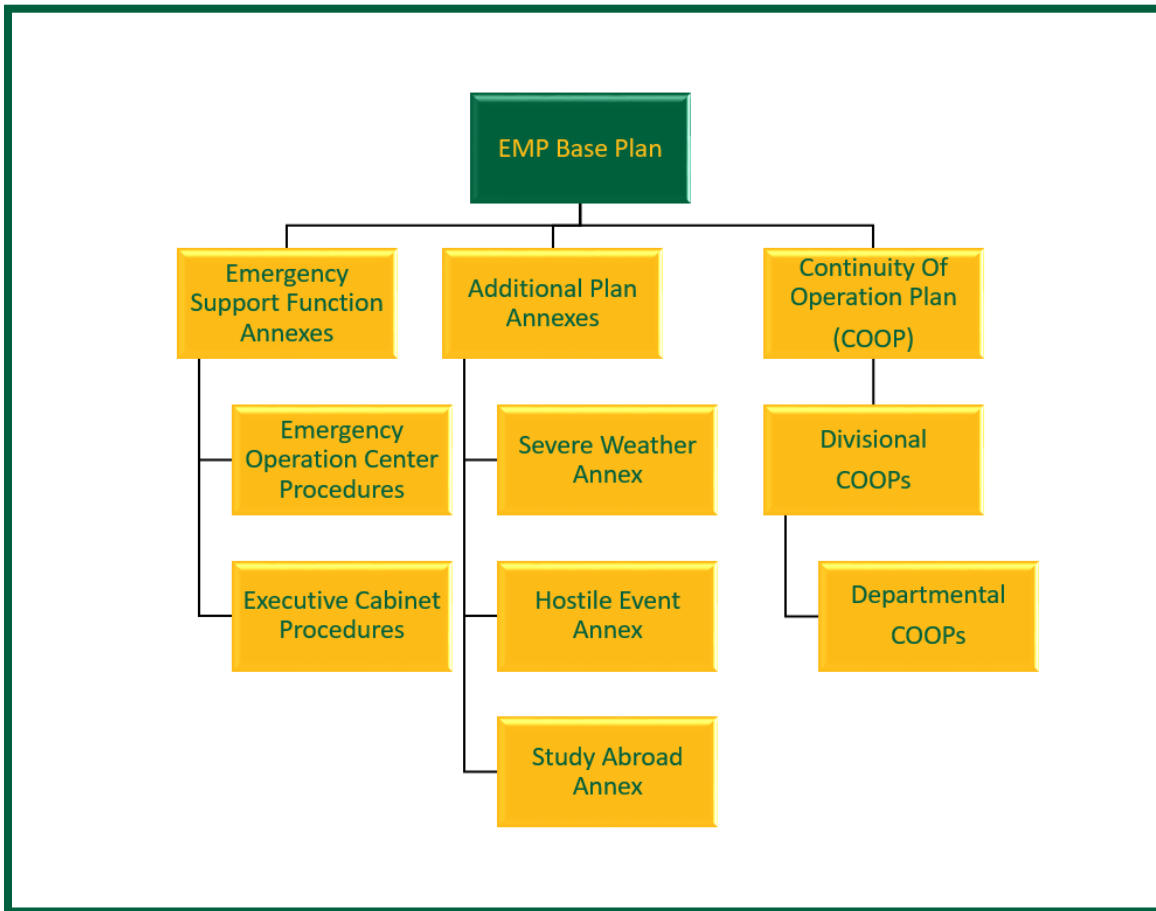 EMP Base Plan
Emergency
Support Function
Annexes
Additional Plan
Annexes
Continuity Of
Operation Plan
(COOP)
Emergency
Operation Center
Procedures
Severe Weather
Annex
Divisional
COOPs
Executive Cabinet
Procedures
Hostile Event
Annex
Departmental
COOPs
Study Abroad
Annex